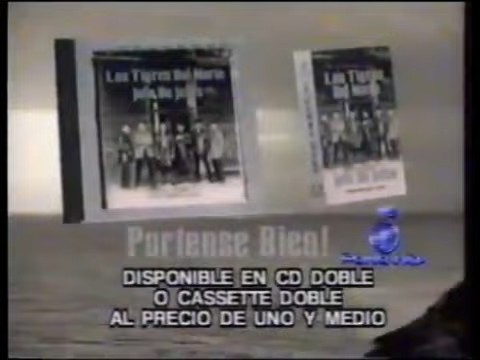 Los Tigres Del Norte
Jefe De Jefes
Los Tigres
Del Norte
Jefe De Jefes
Portense Bien!
DISPONIBLE EN CD DOBLE
O CASSETTE DOBLE
AL PRECIO DE UNO Y MEDIO